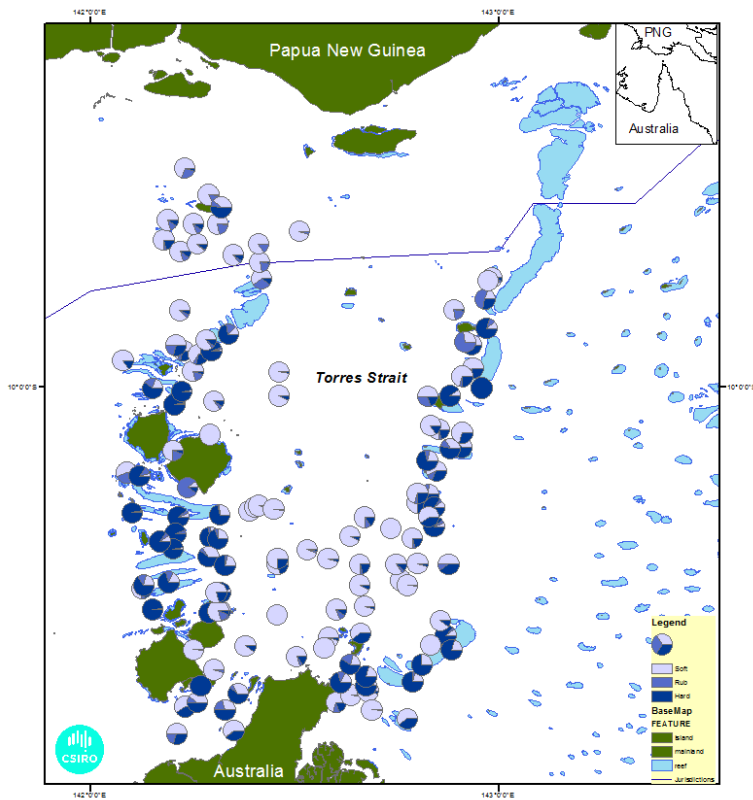 142°0'0"E
143°0'0"E
PNG
Australia
Papua New Guinea
10°0'0"S
10°0'0"S
Torres Strait
Legend
Soft
Rub
Hard
BaseMap
FEATURE
island
mainland
reef
Jurisdictions
CSIRO
Australia
142°0'0"E
143°0'0"E